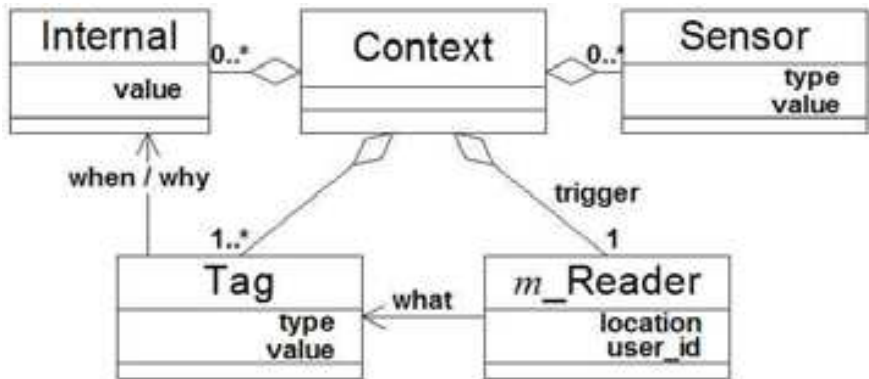 Internal
value
0..*
Context
0..*
Sensor
type
value
when / why
1..*
trigger
1
Tag
type
value
what
m_Reader
location
user_id